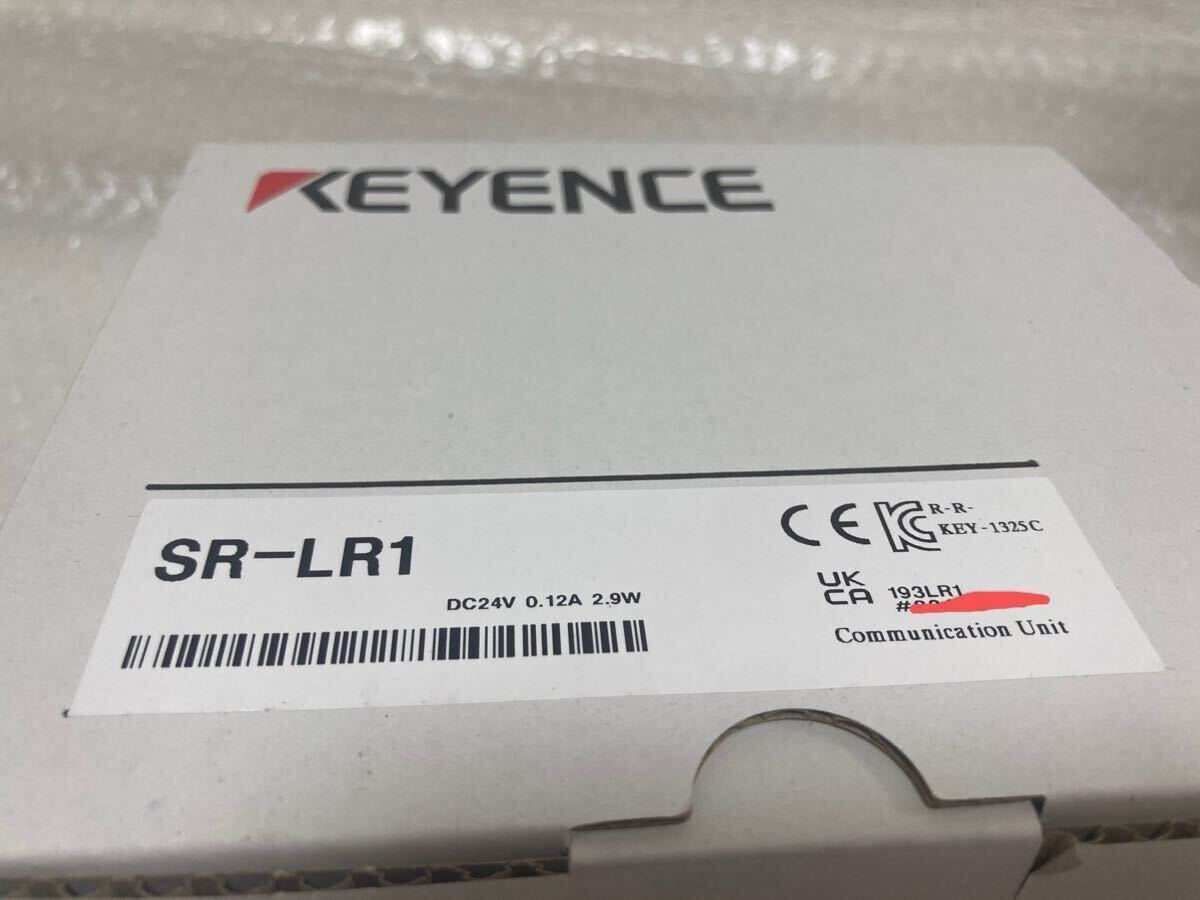 KEYENCE
SR-LR1
DC24V 0.12A 2.9W
CE
R-R-
KEY-1325C
UK
CA
193LR1
Communication Unit